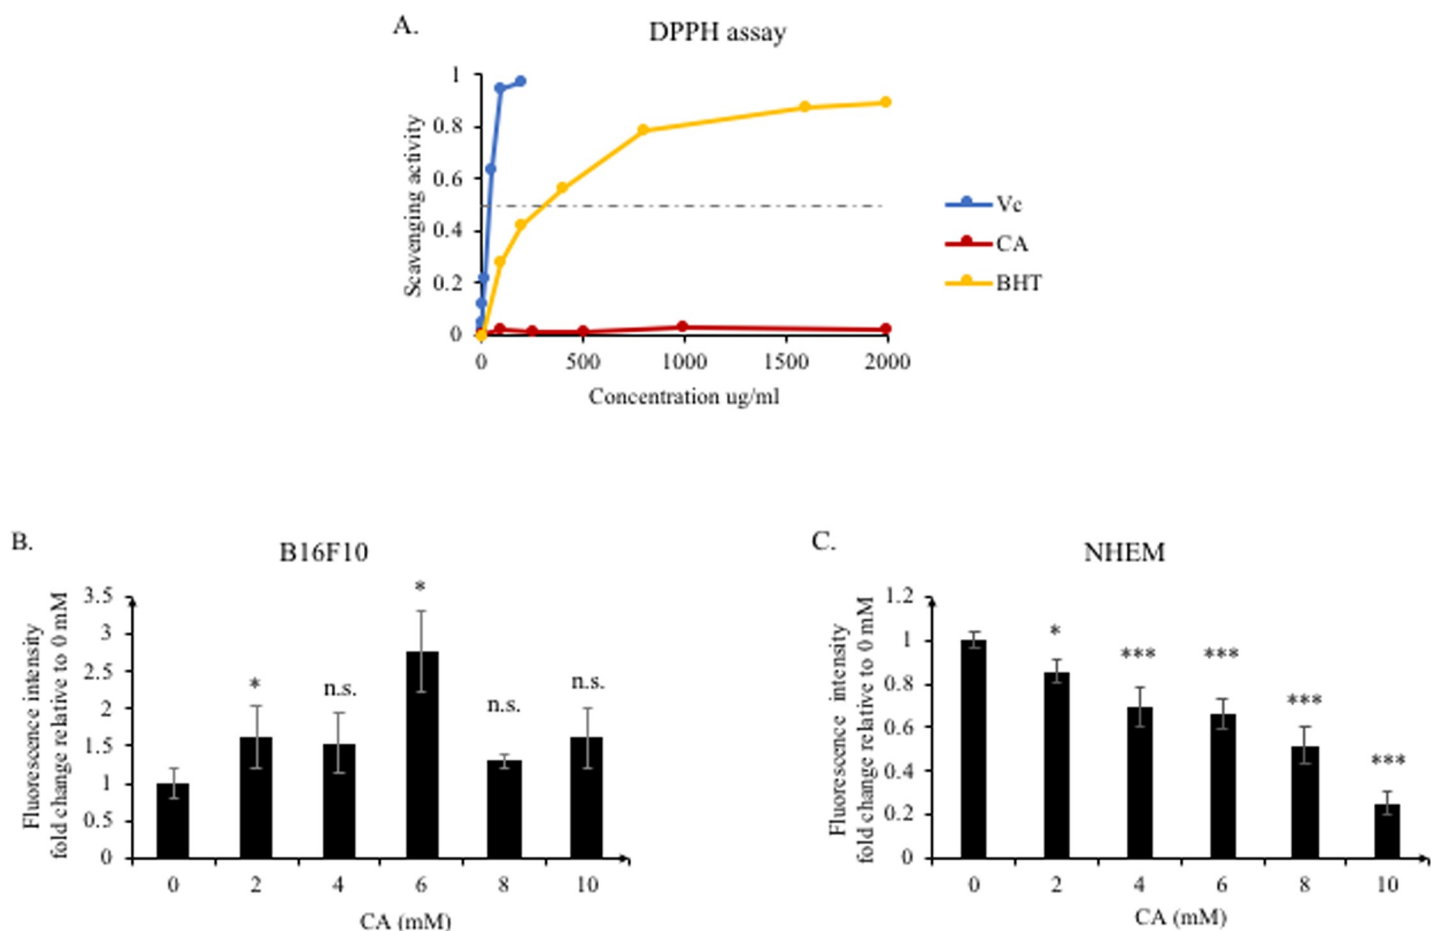 A.
DPPH assay
1
0.8
0.6
0.4
0.2
0
Scavenging activity
0 500 1000 1500 2000
Concentration ug/ml
Vc
CA
BHT
B.
B16F10
Fluorescence intensity
fold change relative to 0 mM
3.5
3
2.5
2
1.5
1
0.5
0
* n.s. * n.s. n.s.
0 2 4 6 8 10
CA (mM)
C.
NHEM
Fluorescence intensity
fold change relative to 0 mM
1.2
1
0.8
0.6
0.4
0.2
0
* *** *** *** ***
0 2 4 6 8 10
CA (mM)